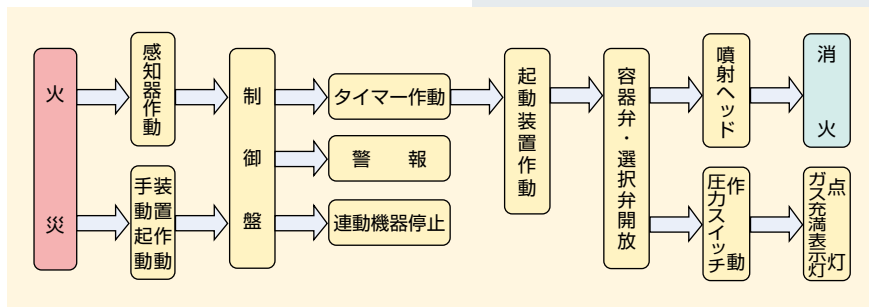 火災
感知器作動
手動起動
装置作動
制御盤
タイマー作動
警報
連動機器停止
起動装置作動
容器弁・選択弁開放
噴射ヘッド
圧力スイッチ
作動
消火
ガス充満表示灯
点灯